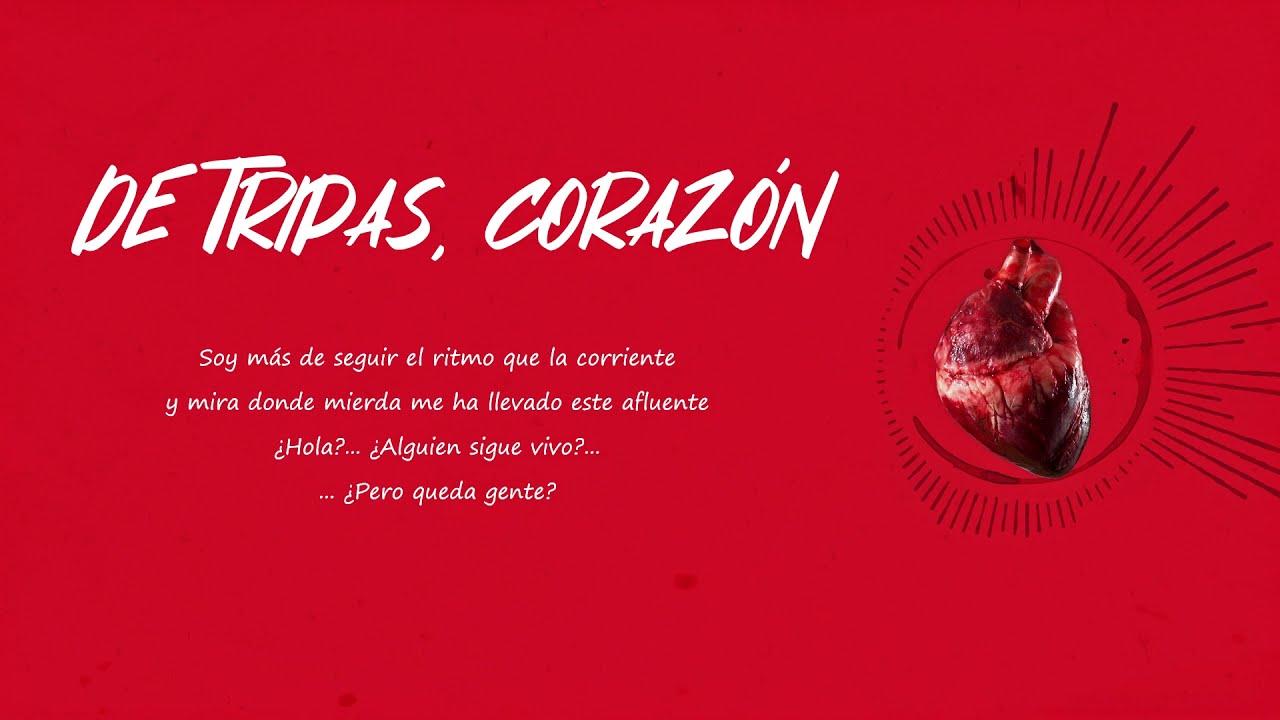 DE TRIPAS, CORAZÓN
Soy más de seguir el ritmo que la corriente
y mira donde mierda me ha llevado este afluente
¿Hola?... ¿Alguien sigue vivo?...
... ¿Pero queda gente?